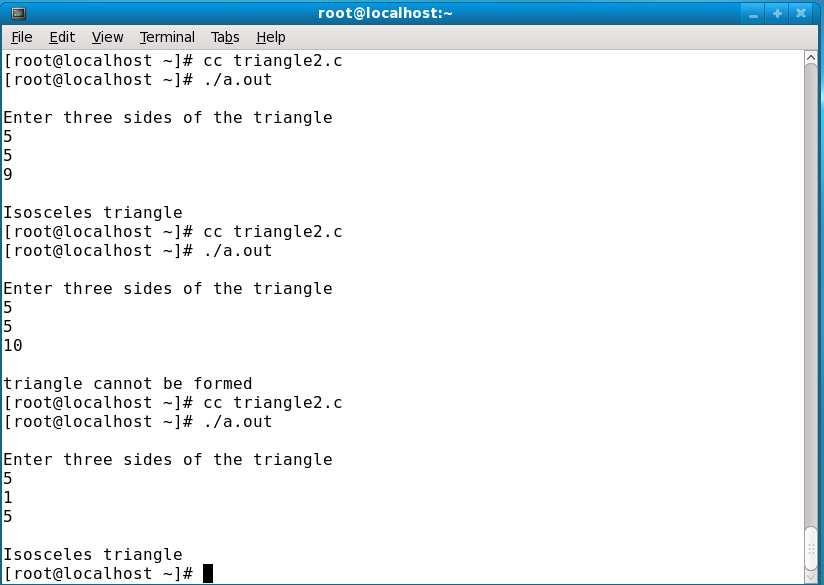 root@localhost:~
File Edit View Terminal Tabs Help
[root@localhost ~]# cc triangle2.c
[root@localhost ~]# ./a.out
Enter three sides of the triangle
5
5
9
Isosceles triangle
[root@localhost ~]# cc triangle2.c
[root@localhost ~]# ./a.out
Enter three sides of the triangle
5
5
10
triangle cannot be formed
[root@localhost ~]# cc triangle2.c
[root@localhost ~]# ./a.out
Enter three sides of the triangle
5
1
5
Isosceles triangle
[root@localhost ~]#